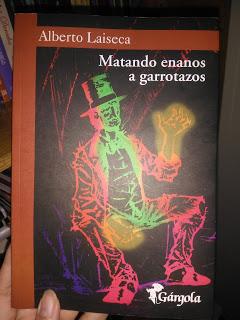 Alberto Laiseca
Matando enanos
a garrotazos
Gárgola